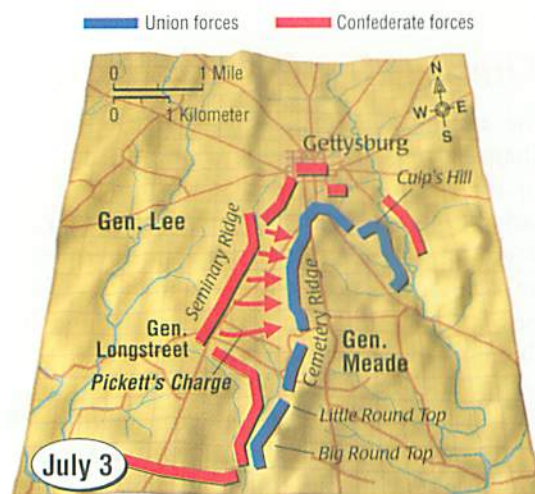 Union forces
Confederate forces
0 1 Mile
0 1 Kilometer
N
W E
S
Gettysburg
Culp's Hill
Gen. Lee
Seminary Ridge
Gen.
Longstreet
Pickett's Charge
Cemetery Ridge
Gen.
Meade
Little Round Top
Big Round Top
July 3